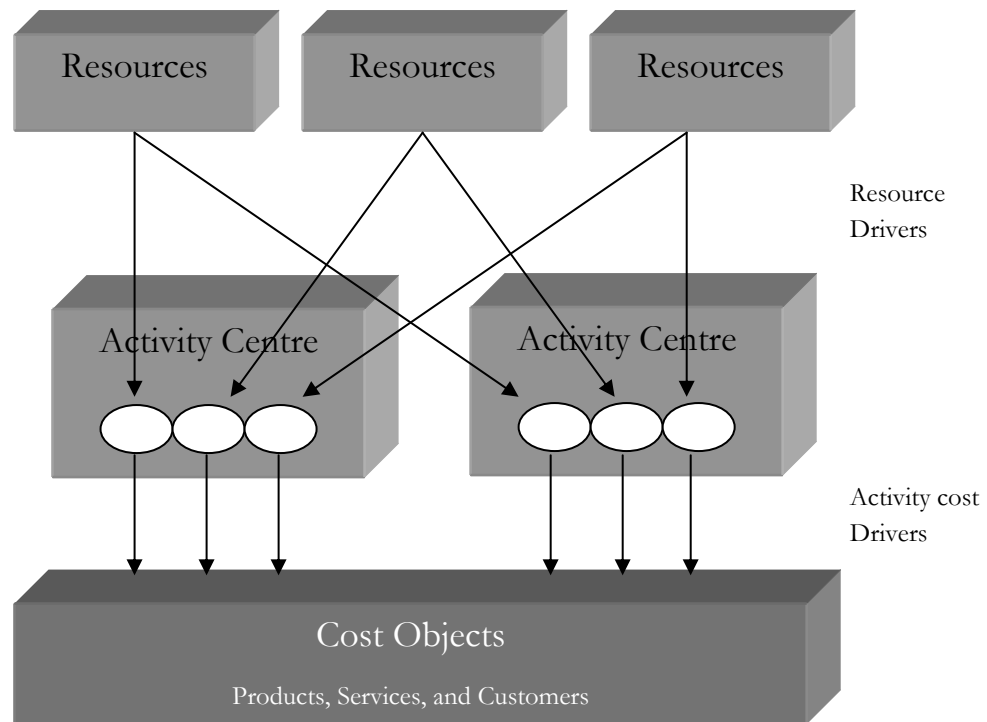 Resources
Resources
Resources
Resource
Drivers
Activity Centre
Activity Centre
Activity cost
Drivers
Cost Objects
Products, Services, and Customers